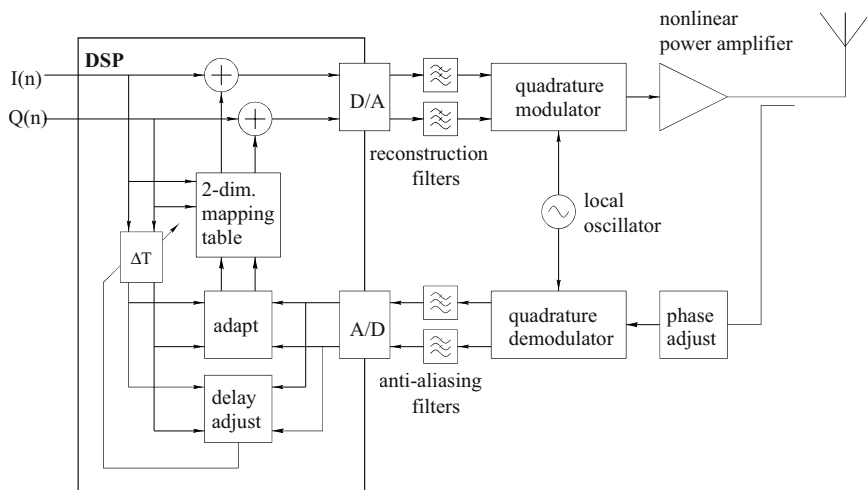 nonlinear
power amplifier
DSP
I(n)
Q(n)
D/A
quadrature
modulator
reconstruction
filters
2-dim.
mapping
table
local
oscillator
ΔT
adapt
A/D
quadrature
demodulator
phase
adjust
anti-aliasing
filters
delay
adjust